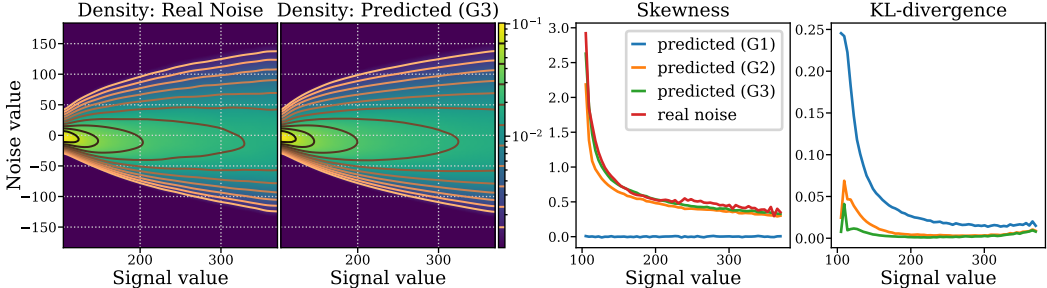 Density: Real Noise
Density: Predicted (G3)
Skewness
KL-divergence
Noise value
150
100
50
0
−50
−100
−150
200
300
Signal value
200
300
Signal value
10⁻¹
10⁻²
3.0
2.5
2.0
1.5
1.0
0.5
0.0
predicted (G1)
predicted (G2)
predicted (G3)
real noise
100
200
300
Signal value
0.25
0.20
0.15
0.10
0.05
0.00
100
200
300
Signal value